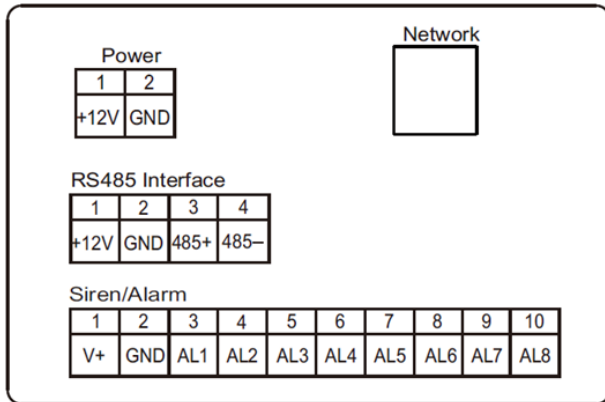 Power
1 2
+12V GND
Network
RS485 Interface
1 2 3 4
+12V GND 485+ 485–
Siren/Alarm
1 2 3 4 5 6 7 8 9 10
V+ GND AL1 AL2 AL3 AL4 AL5 AL6 AL7 AL8